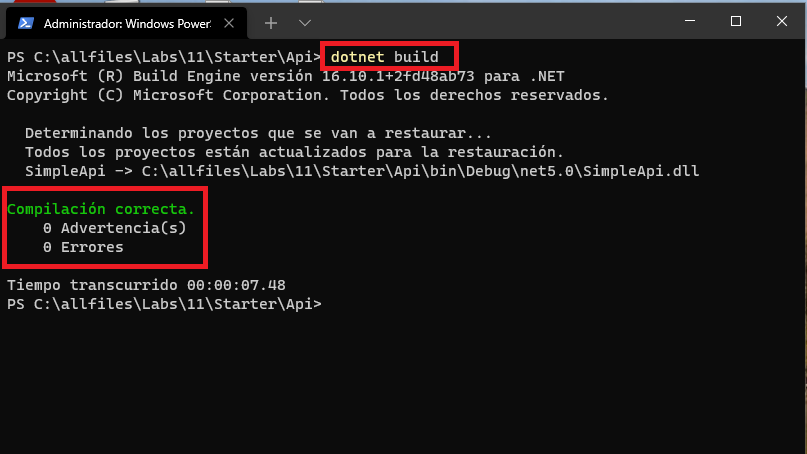 Administrador: Windows Power
PS C:\allfiles\Labs\11\Starter\Api> dotnet build
Microsoft (R) Build Engine versión 16.10.1+2fd48ab73 para .NET
Copyright (C) Microsoft Corporation. Todos los derechos reservados.
Determinando los proyectos que se van a restaurar...
Todos los proyectos están actualizados para la restauración.
SimpleApi -> C:\allfiles\Labs\11\Starter\Api\bin\Debug\net5.0\SimpleApi.dll
Compilación correcta.
0 Advertencia(s)
0 Errores
Tiempo transcurrido 00:00:07.48
PS C:\allfiles\Labs\11\Starter\Api>